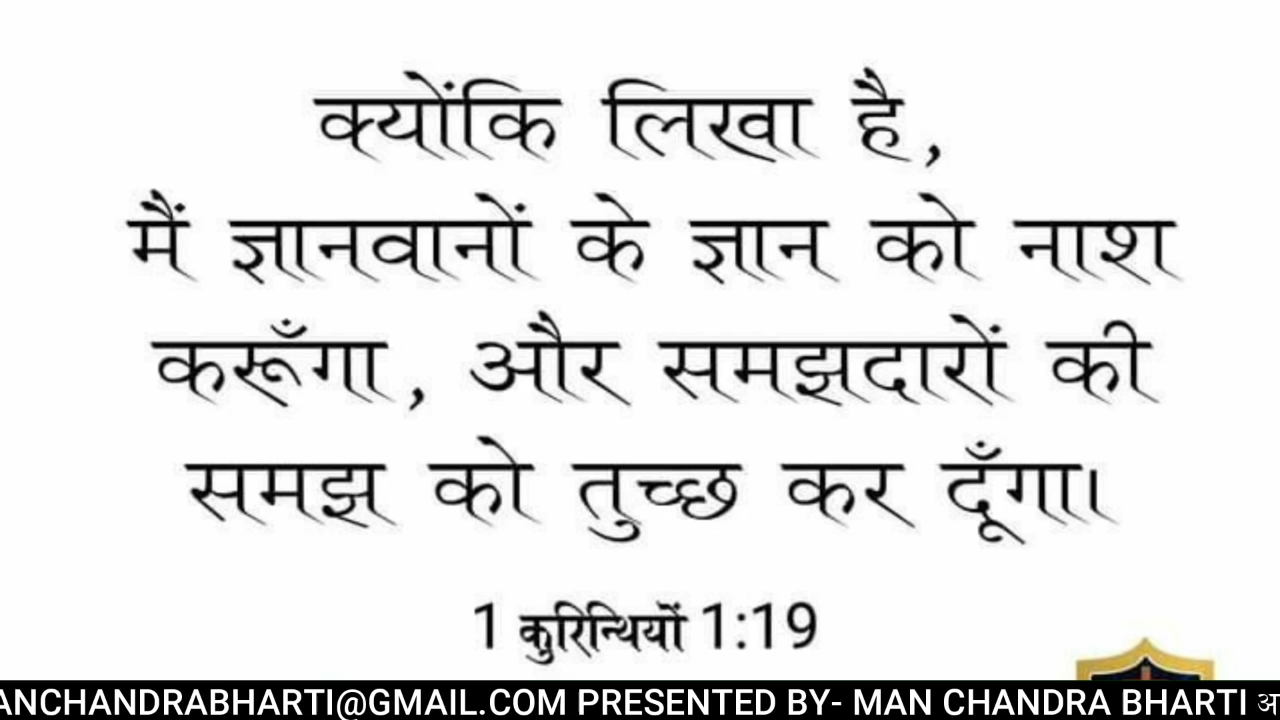 क्योंकि लिखा है,
मैं ज्ञानवानों के ज्ञान को नाश
करूँगा, और समझदारों की
समझ को तुच्छ कर दूँगा।
1 कुरिन्थियों 1:19
ANCHANDRABHARTI@GMAIL.COM PRESENTED BY- MAN CHANDRA BHARTI